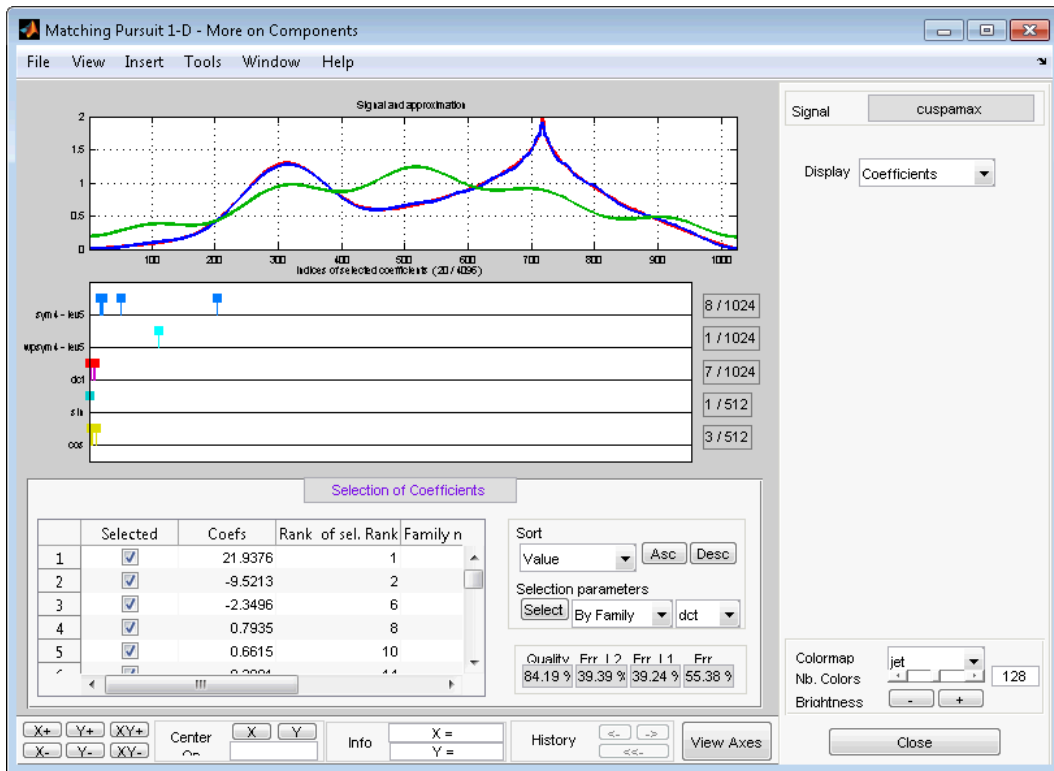 Matching Pursuit 1-D - More on Components
File View Insert Tools Window Help
Signal and approximation
2
1.5
1
0.5
0
100 200 300 400 500 600 700 800 900 1000
Indices of selected coefficients (20 / 4096)
sym4 - lev5
wpsym4 - lev5
dct
sin
cos
8 / 1024
1 / 1024
7 / 1024
1 / 512
3 / 512
Signal cuspamax
Display Coefficients
Selection of Coefficients
Selected Coefs Rank of sel. Rank Family n
1 21.9376 1
2 -9.5213 2
3 -2.3496 6
4 0.7935 8
5 0.6615 10
Sort
Value Asc Desc
Selection parameters
Select By Family dct
Quality Err L2 Err L1 Err
84.19 % 39.39 % 39.24 % 55.38 %
Colormap jet
Nb. Colors 128
Brightness - +
X+ Y+ XY+
X- Y- XY-
Center
On
X Y
Info
X =
Y =
History
<- ->
<<-
View Axes
Close